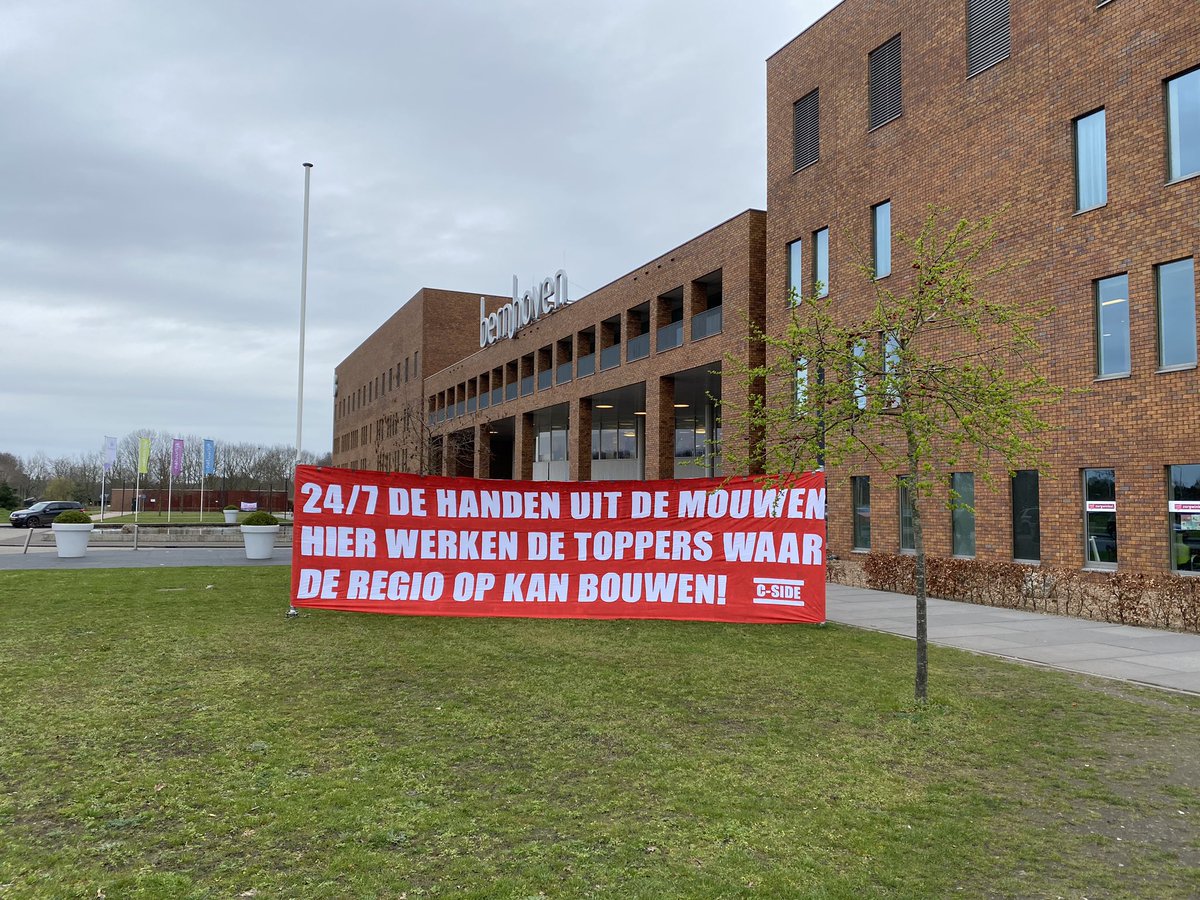 bernhoven
24/7 DE HANDEN UIT DE MOUWEN
HIER WERKEN DE TOPPERS WAAR
DE REGIO OP KAN BOUWEN!
C-SIDE